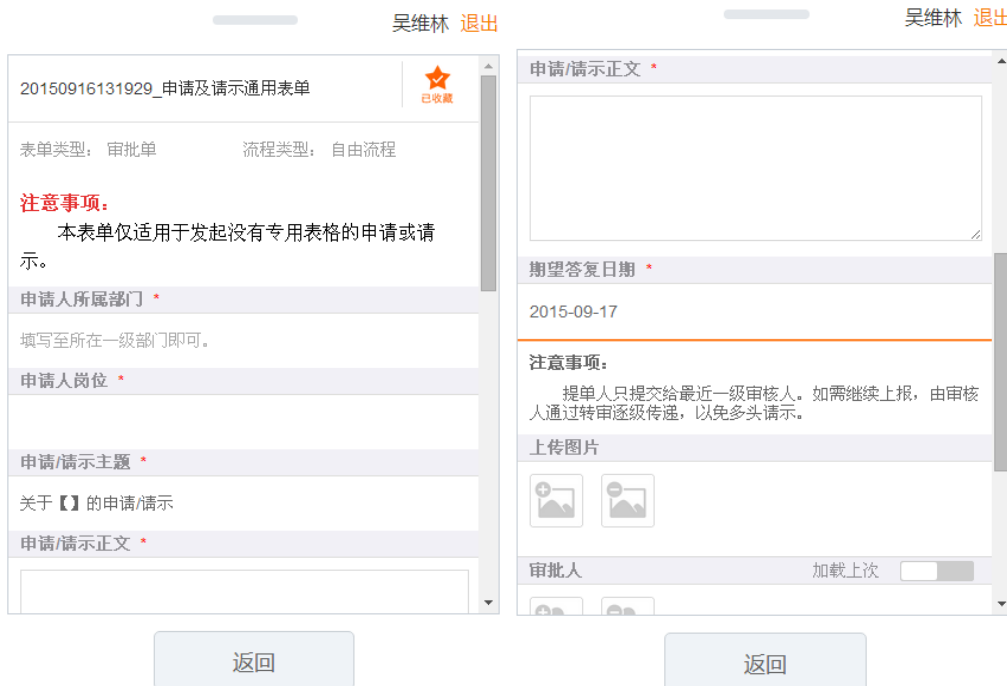 吴维林 退出
20150916131929_申请及请示通用表单
已收藏
表单类型： 审批单 流程类型： 自由流程
注意事项：
本表单仅适用于发起没有专用表格的申请或请
示。
申请人所属部门 *
填写至所在一级部门即可。
申请人岗位 *
申请/请示主题 *
关于【】的申请/请示
申请/请示正文 *
返回
吴维林 退出
申请/请示正文 *
期望答复日期 *
2015-09-17
注意事项：
提单人只提交给最近一级审核人。如需继续上报，由审核
人通过转审逐级传递，以免多头请示。
上传图片
审批人 加载上次
返回